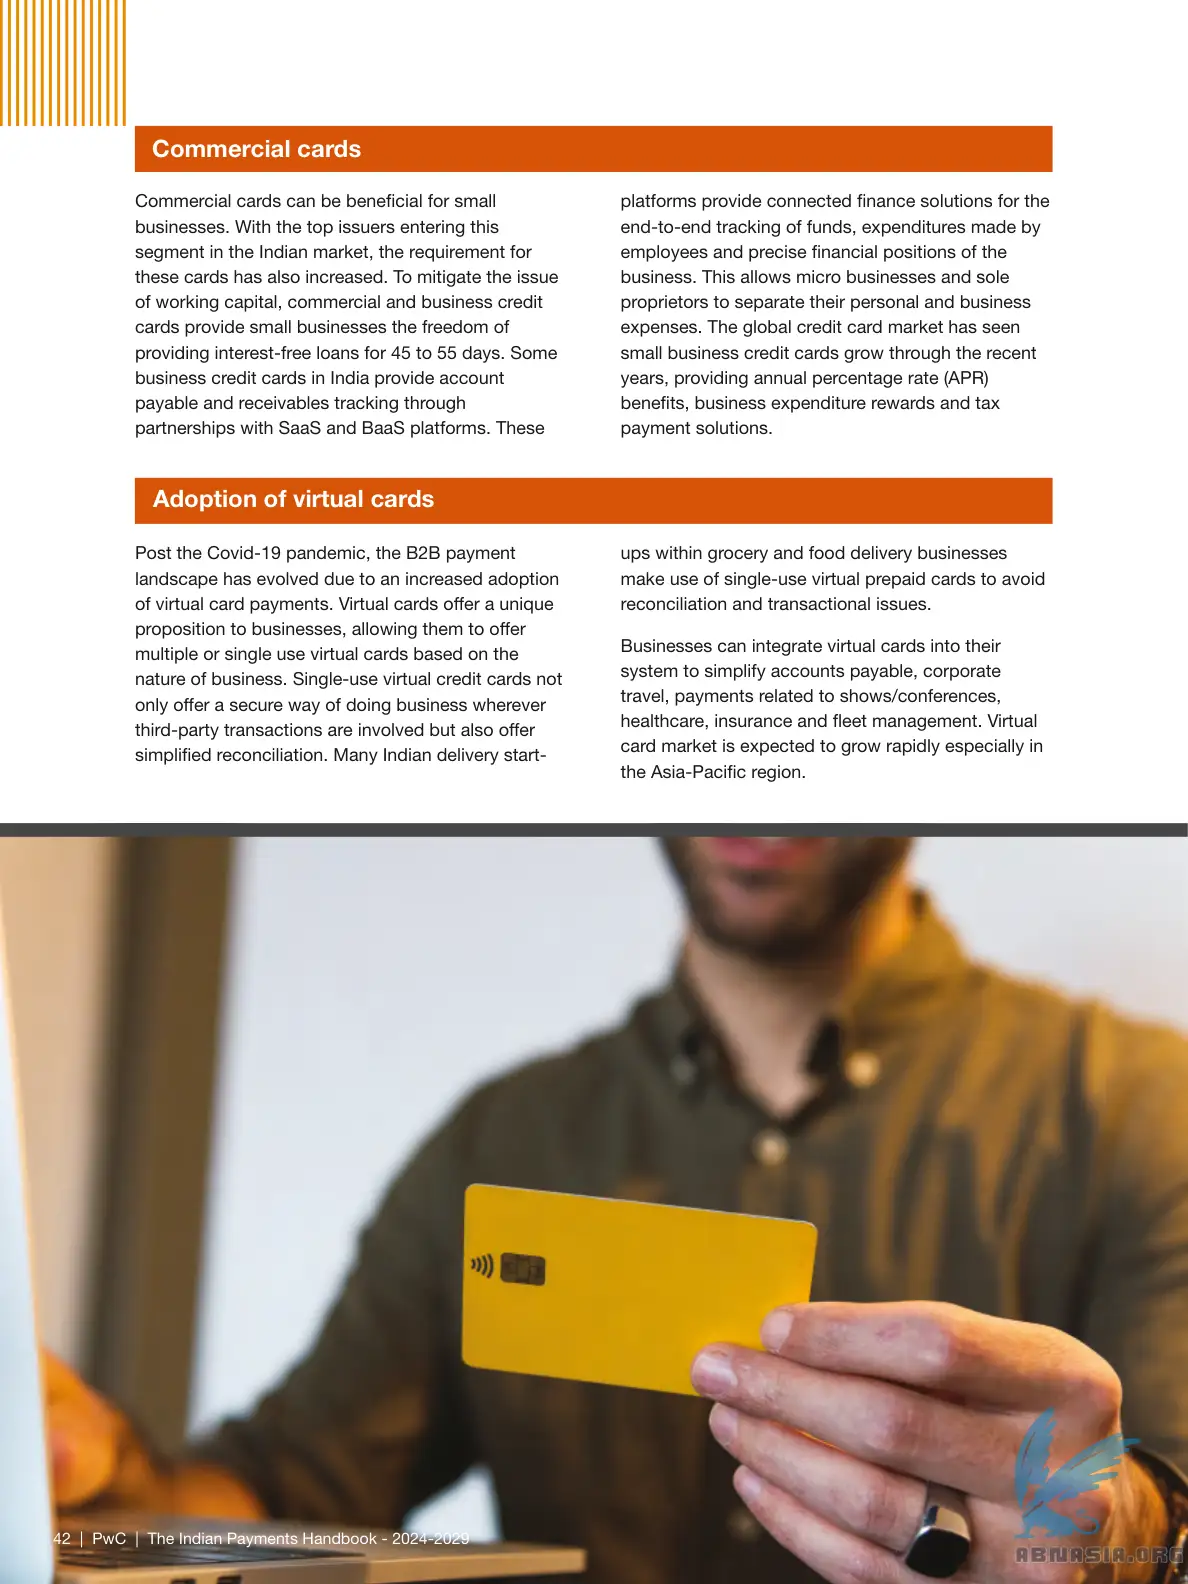 Commercial cards
Commercial cards can be beneficial for small
businesses. With the top issuers entering this
segment in the Indian market, the requirement for
these cards has also increased. To mitigate the issue
of working capital, commercial and business credit
cards provide small businesses the freedom of
providing interest-free loans for 45 to 55 days. Some
business credit cards in India provide account
payable and receivables tracking through
partnerships with SaaS and BaaS platforms. These
platforms provide connected finance solutions for the
end-to-end tracking of funds, expenditures made by
employees and precise financial positions of the
business. This allows micro businesses and sole
proprietors to separate their personal and business
expenses. The global credit card market has seen
small business credit cards grow through the recent
years, providing annual percentage rate (APR)
benefits, business expenditure rewards and tax
payment solutions.
Adoption of virtual cards
Post the Covid-19 pandemic, the B2B payment
landscape has evolved due to an increased adoption
of virtual card payments. Virtual cards offer a unique
proposition to businesses, allowing them to offer
multiple or single use virtual cards based on the
nature of business. Single-use virtual credit cards not
only offer a secure way of doing business wherever
third-party transactions are involved but also offer
simplified reconciliation. Many Indian delivery start-
ups within grocery and food delivery businesses
make use of single-use virtual prepaid cards to avoid
reconciliation and transactional issues.
Businesses can integrate virtual cards into their
system to simplify accounts payable, corporate
travel, payments related to shows/conferences,
healthcare, insurance and fleet management. Virtual
card market is expected to grow rapidly especially in
the Asia-Pacific region.
42 | PwC | The Indian Payments Handbook - 2024-2029
ABNASIA.ORG